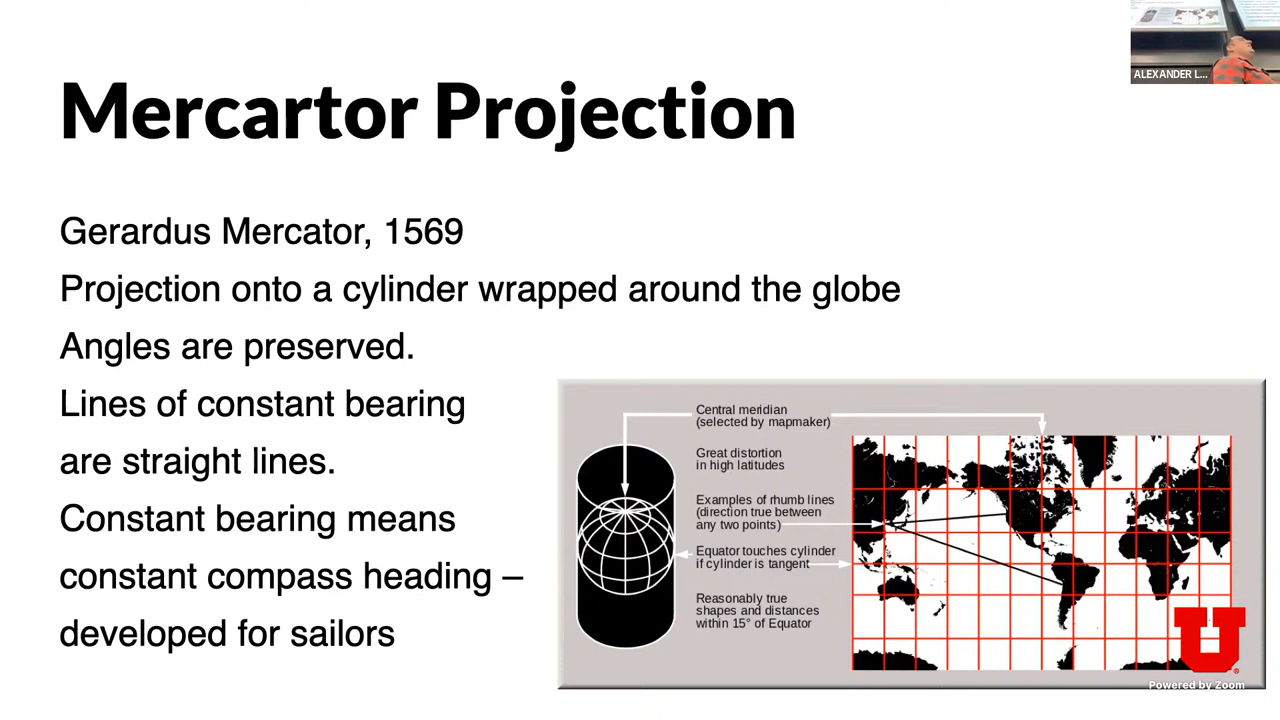 Mercartor Projection
ALEXANDER L...
Gerardus Mercator, 1569
Projection onto a cylinder wrapped around the globe
Angles are preserved.
Lines of constant bearing
are straight lines.
Constant bearing means
constant compass heading –
developed for sailors
Central meridian
(selected by mapmaker)
Great distortion
in high latitudes
Examples of rhumb lines
(direction true between
any two points)
Equator touches cylinder
if cylinder is tangent
Reasonably true
shapes and distances
within 15° of Equator
U
®
Powered by Zoom